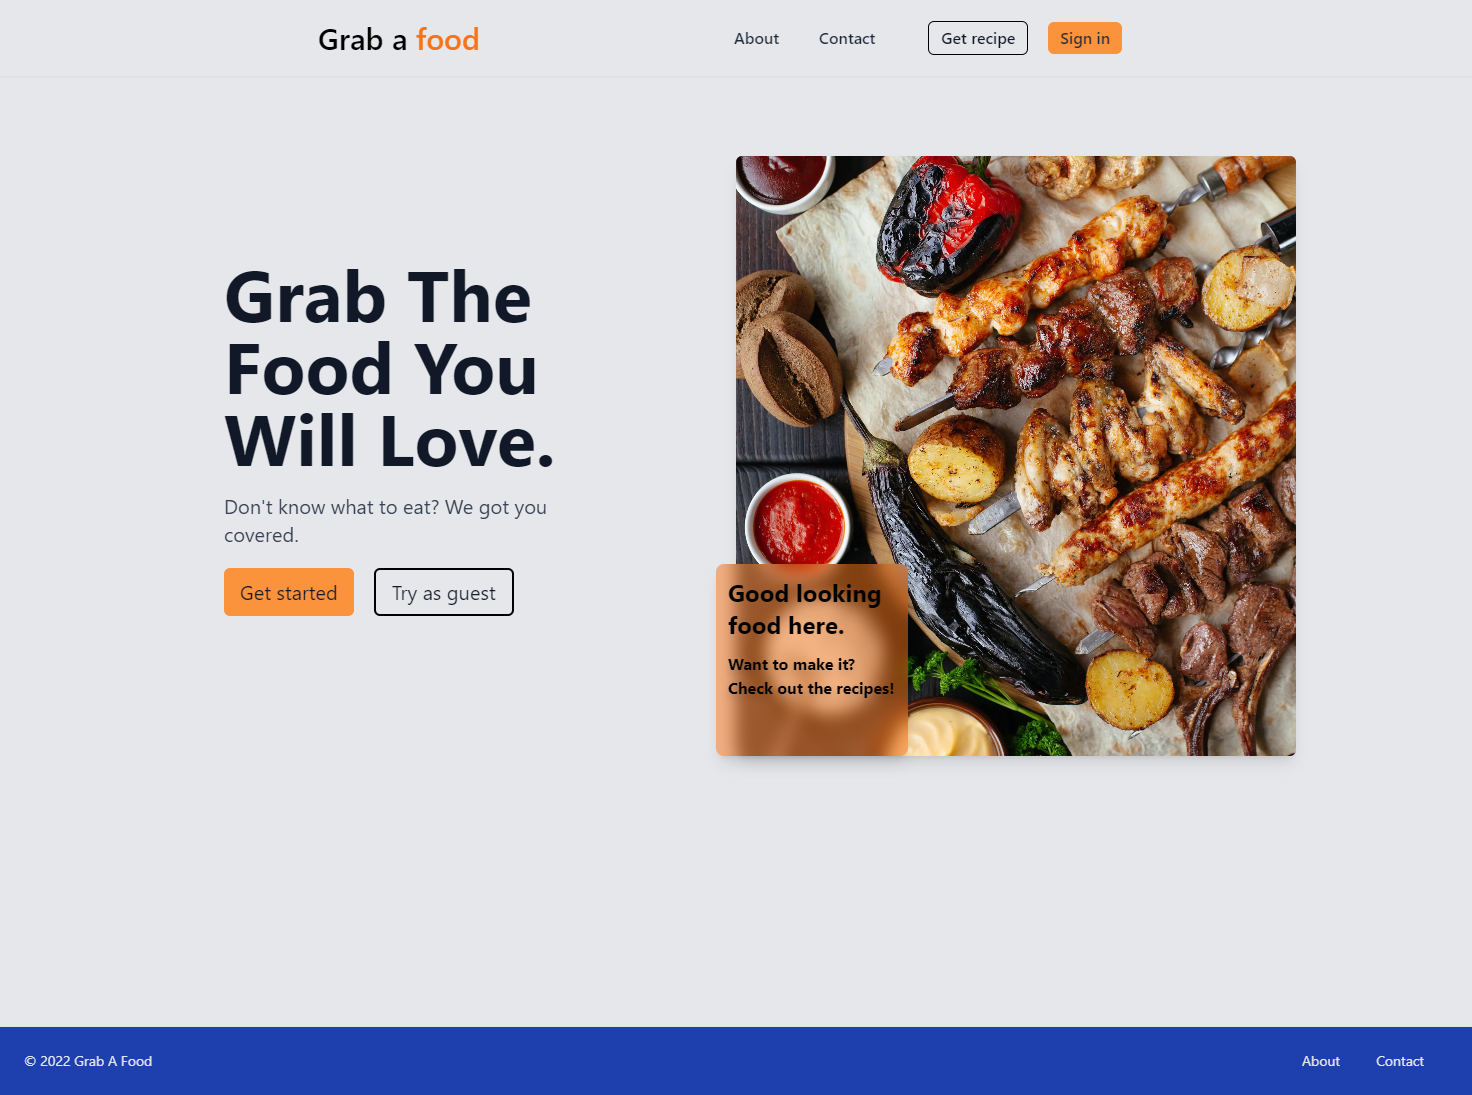 Grab a food
About
Contact
Get recipe
Sign in
Grab The
Food You
Will Love.
Don't know what to eat? We got you
covered.
Get started
Try as guest
Good looking
food here.
Want to make it?
Check out the recipes!
© 2022 Grab A Food
About
Contact